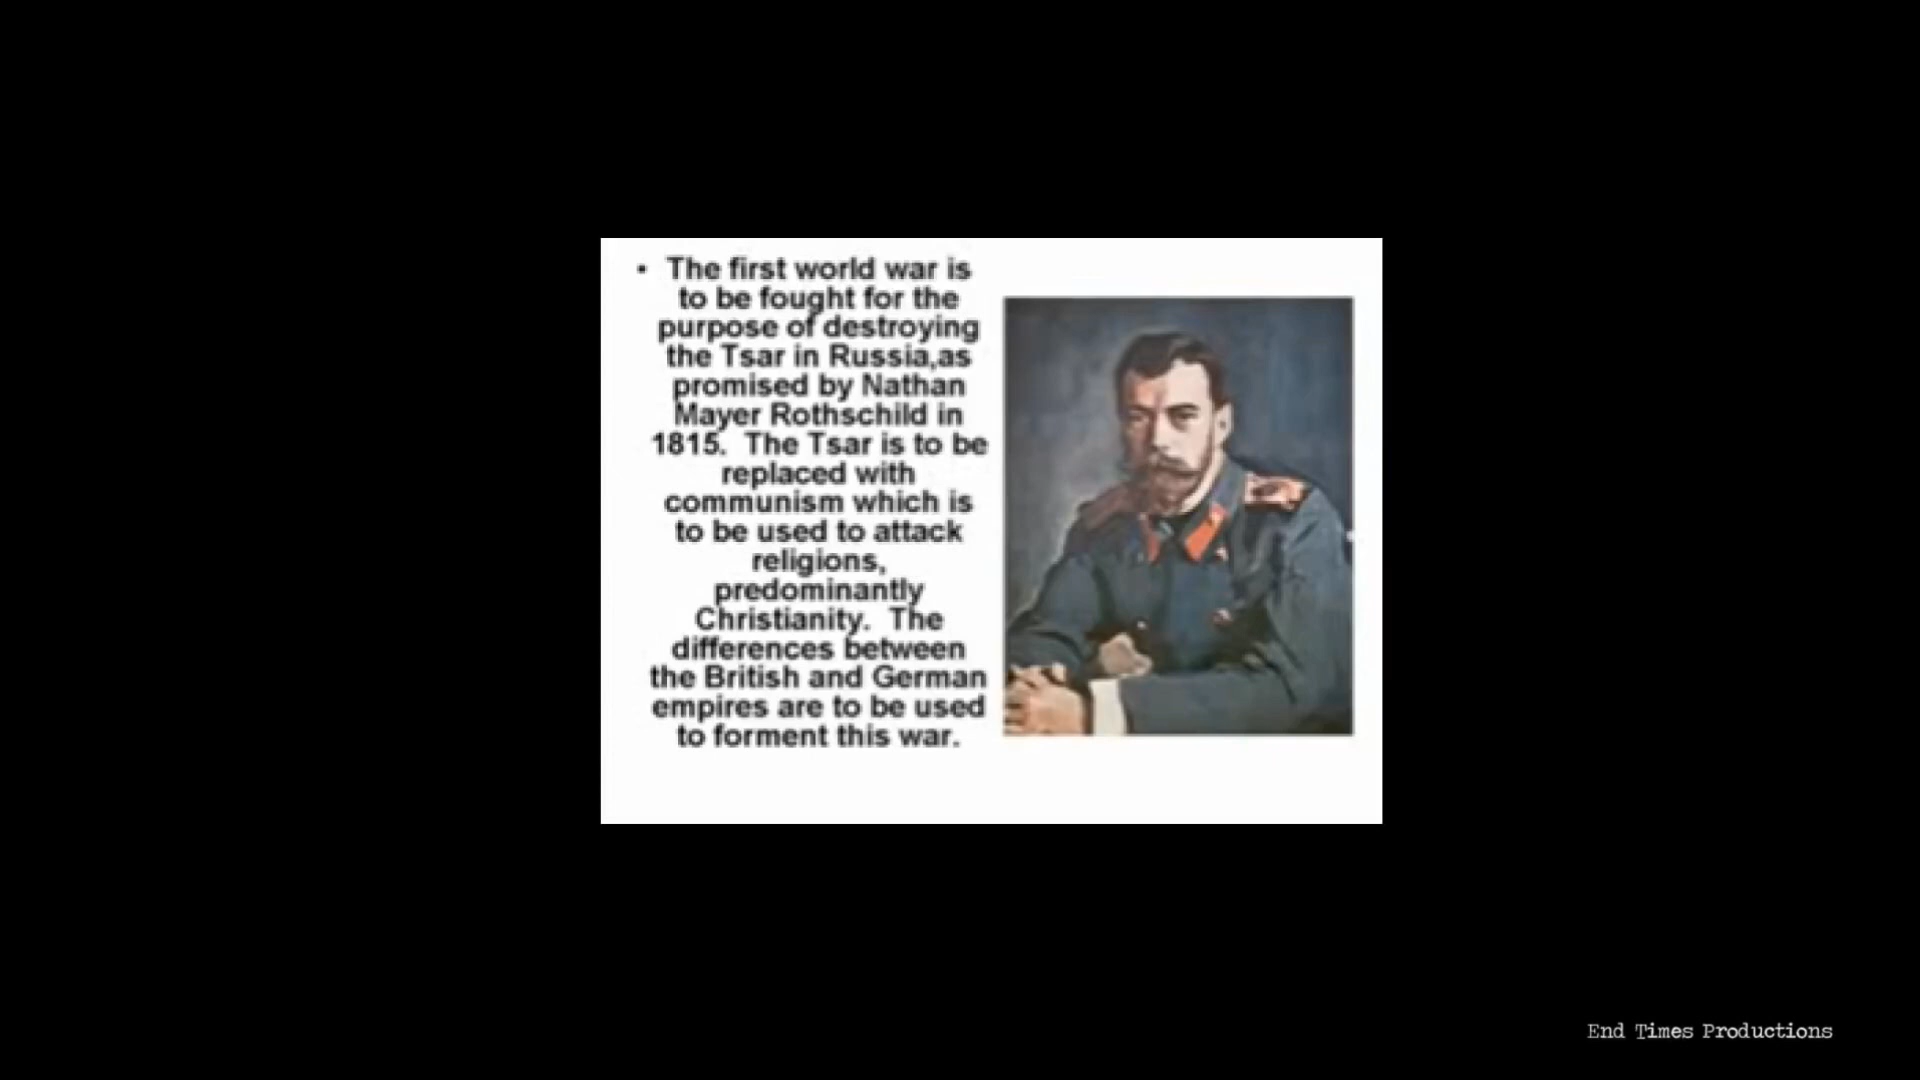 • The first world war is
to be fought for the
purpose of destroying
the Tsar in Russia,as
promised by Nathan
Mayer Rothschild in
1815.  The Tsar is to be
replaced with
communism which is
to be used to attack
religions,
predominantly
Christianity.  The
differences between
the British and German
empires are to be used
to forment this war.
End Times Productions